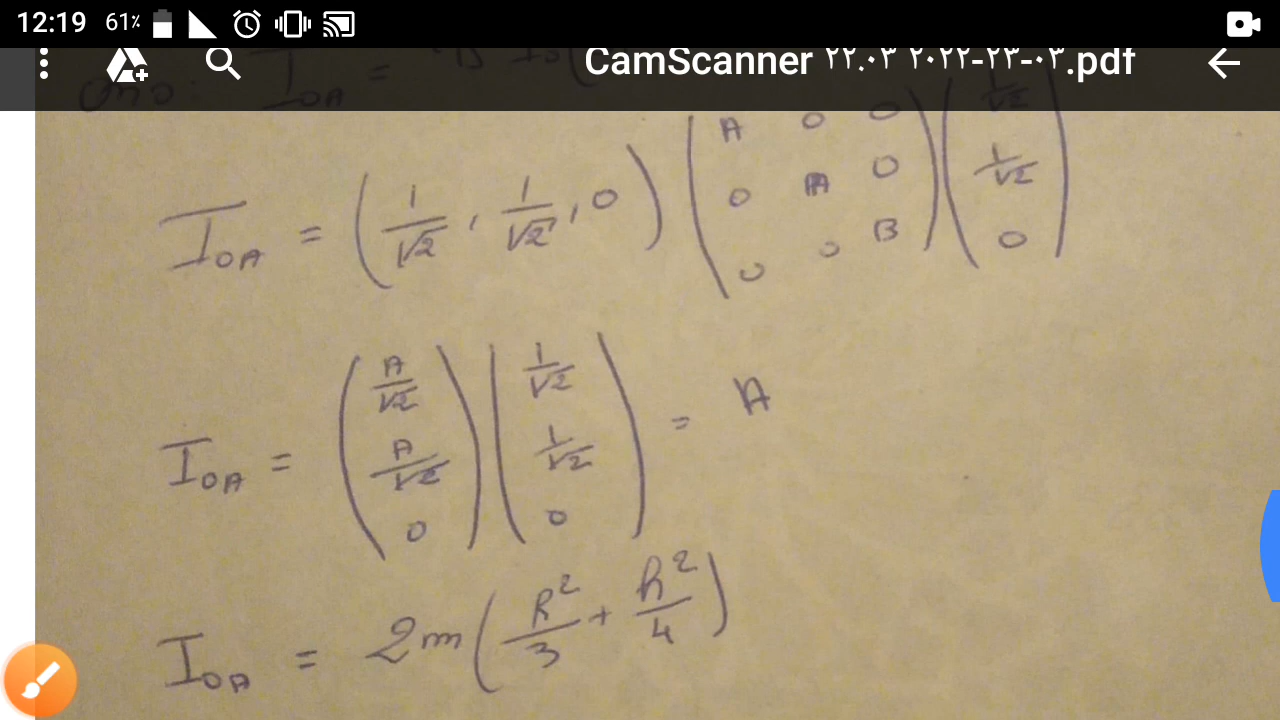 12:19 61%
CamScanner ٢٢.٠٣ ٢٠٢٢-٢٣-٠٣.pdf
I_OA =
I_OA = (1/√2, 1/√2, 0) (A 0 0 ; 0 A 0 ; 0 0 B) (1/√2 ; 1/√2 ; 0)
I_OA = (A/√2 ; A/√2 ; 0) (1/√2 ; 1/√2 ; 0) = A
I_OA = 2m(R²/3 + R²/4)